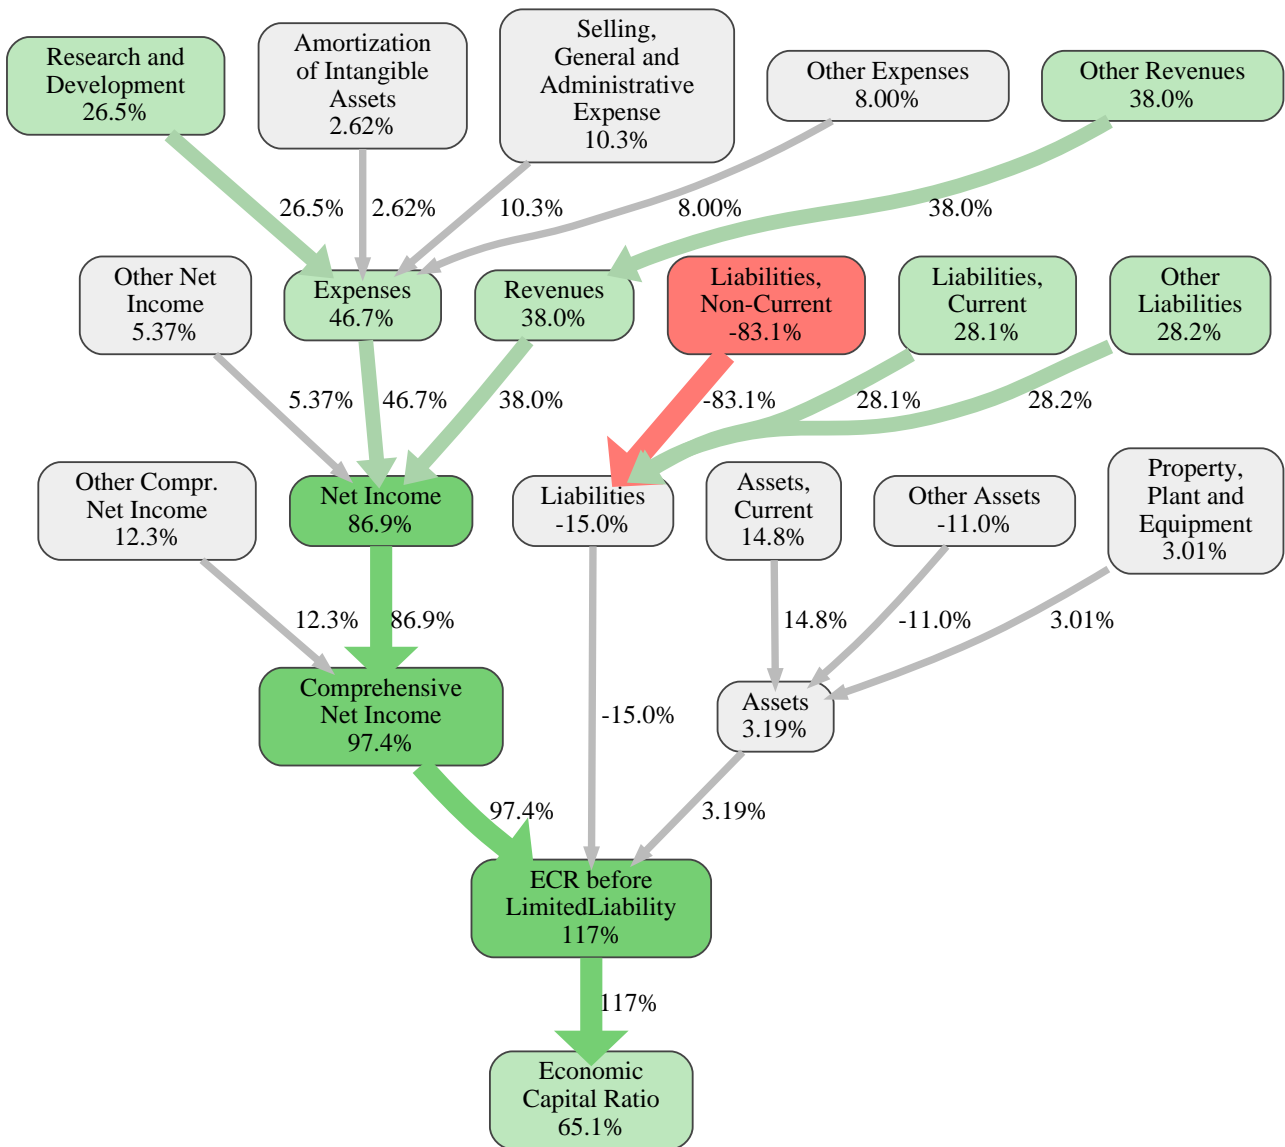 Research and
Development
26.5%
Amortization
of Intangible
Assets
2.62%
Selling,
General and
Administrative
Expense
10.3%
Other Expenses
8.00%
Other Revenues
38.0%
26.5%
2.62%
10.3%
8.00%
38.0%
Other Net
Income
5.37%
Expenses
46.7%
Revenues
38.0%
Liabilities,
Non-Current
-83.1%
Liabilities,
Current
28.1%
Other
Liabilities
28.2%
5.37%
46.7%
38.0%
-83.1%
28.1%
28.2%
Other Compr.
Net Income
12.3%
Net Income
86.9%
Liabilities
-15.0%
Assets,
Current
14.8%
Other Assets
-11.0%
Property,
Plant and
Equipment
3.01%
12.3%
86.9%
14.8%
-11.0%
3.01%
Comprehensive
Net Income
97.4%
-15.0%
Assets
3.19%
97.4%
3.19%
ECR before
LimitedLiability
117%
117%
Economic
Capital Ratio
65.1%